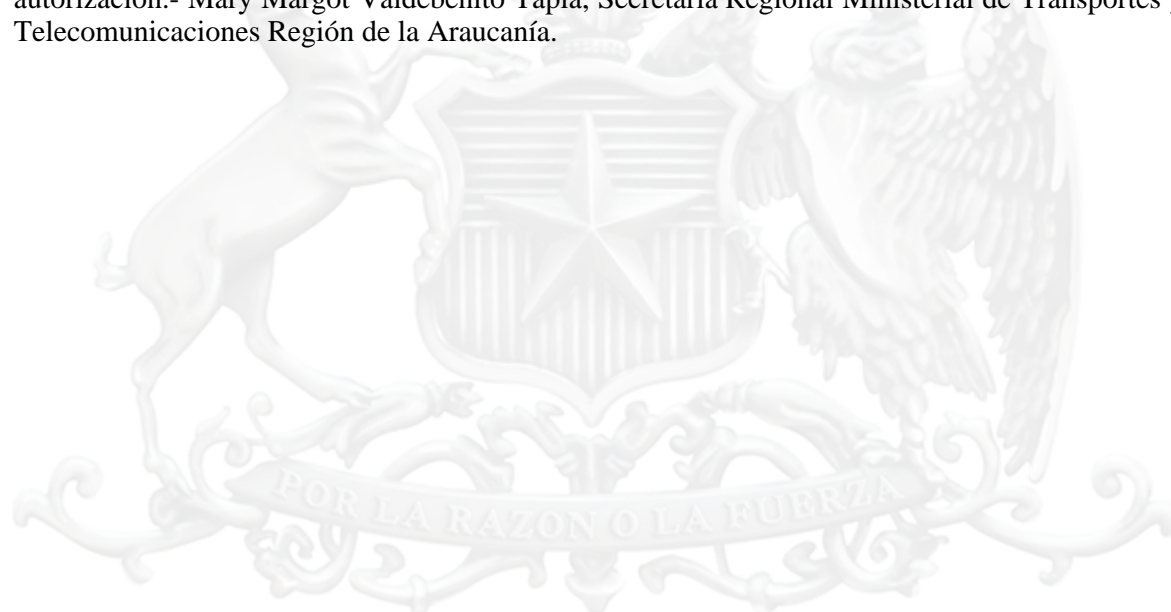 autorización.- Mary Margot Valdebenito Tapia, Secretaria Regional Ministerial de Transportes
Telecomunicaciones Región de la Araucanía.
POR LA RAZON O LA FUERZA